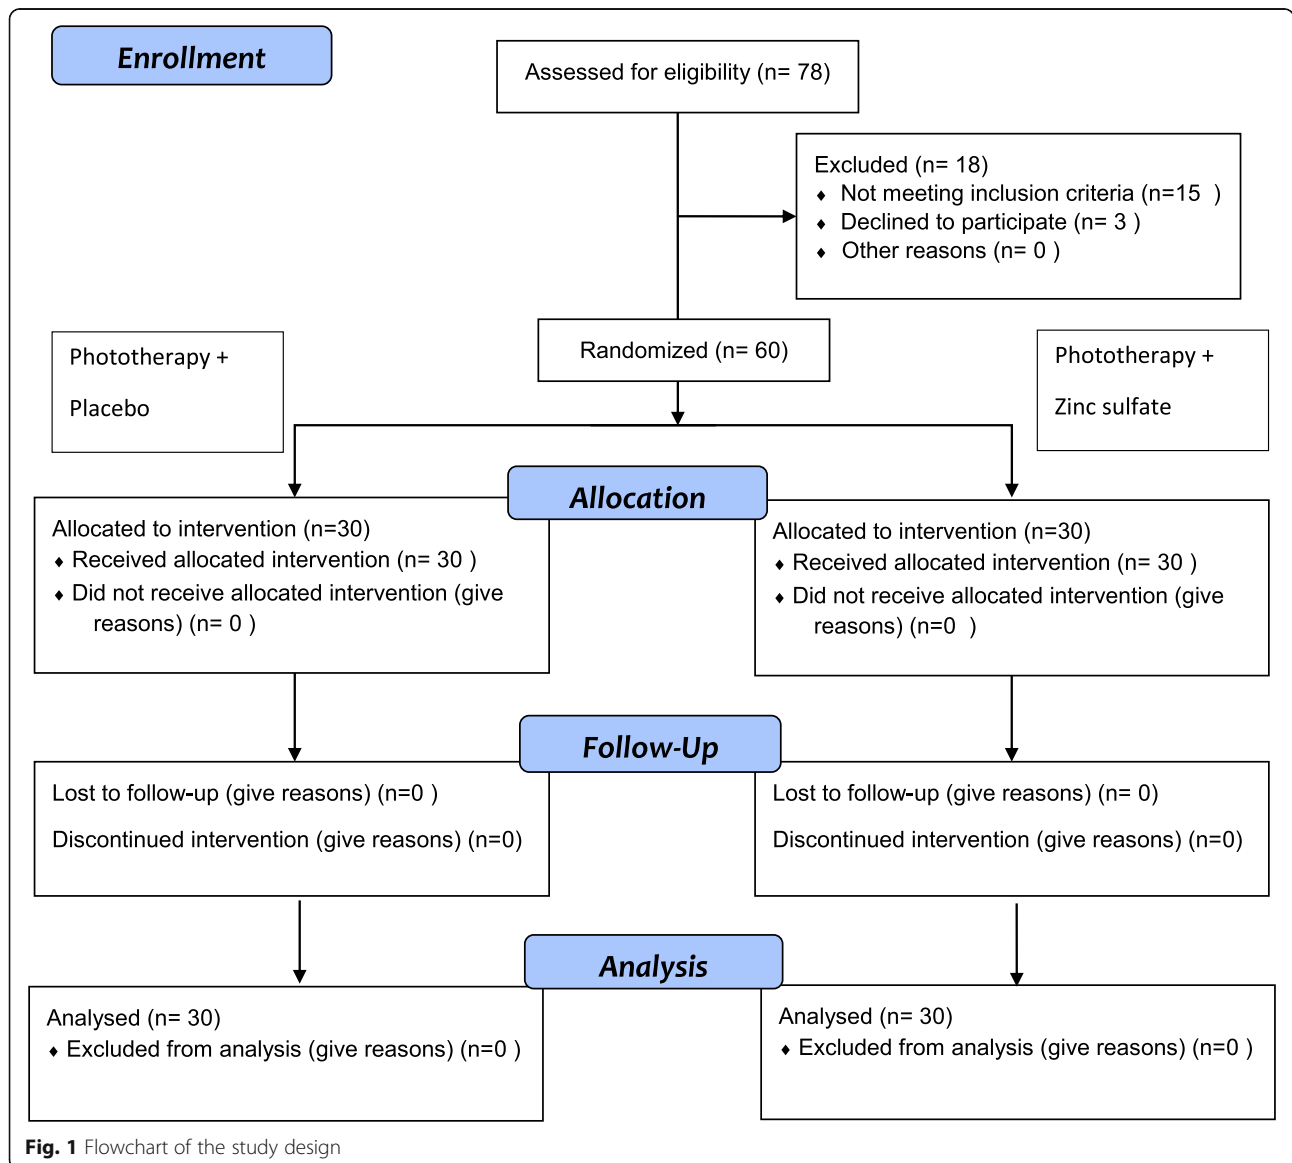 Enrollment
Assessed for eligibility (n= 78)
Excluded (n= 18)
♦ Not meeting inclusion criteria (n=15 )
♦ Declined to participate (n= 3 )
♦ Other reasons (n= 0 )
Randomized (n= 60)
Phototherapy +
Placebo
Phototherapy +
Zinc sulfate
Allocation
Allocated to intervention (n=30)
♦ Received allocated intervention (n= 30 )
♦ Did not receive allocated intervention (give
reasons) (n= 0 )
Allocated to intervention (n=30)
♦ Received allocated intervention (n= 30 )
♦ Did not receive allocated intervention (give
reasons) (n=0 )
Follow-Up
Lost to follow-up (give reasons) (n=0 )
Discontinued intervention (give reasons) (n=0)
Lost to follow-up (give reasons) (n= 0)
Discontinued intervention (give reasons) (n=0)
Analysis
Analysed (n= 30)
♦ Excluded from analysis (give reasons) (n=0 )
Analysed (n= 30)
♦ Excluded from analysis (give reasons) (n=0 )
Fig. 1 Flowchart of the study design